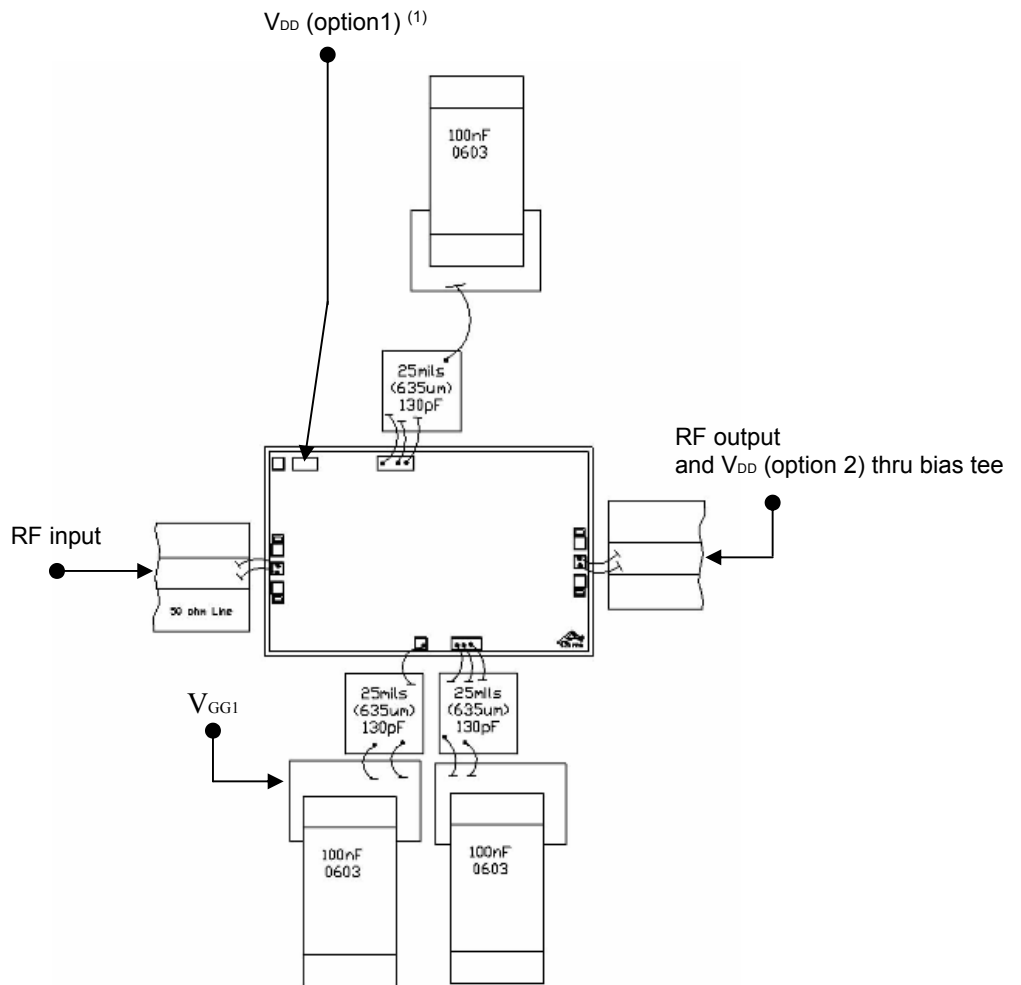 VDD (option1) (1)
100nF
0603
25mils
(635um)
130pF
RF output
and VDD (option 2) thru bias tee
RF input
50 ohm Line
25mils
(635um)
130pF
25mils
(635um)
130pF
VGG1
100nF
0603
100nF
0603